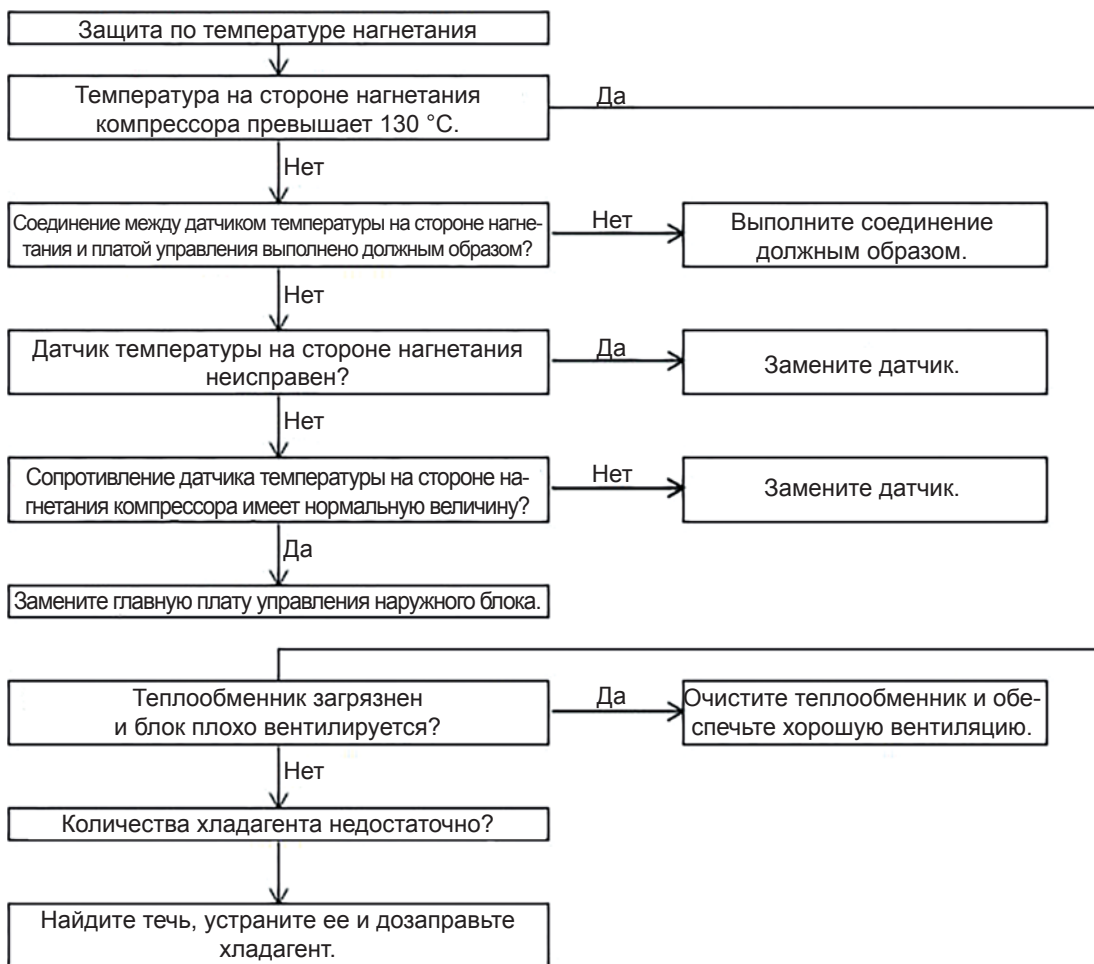 Защита по температуре нагнетания
Температура на стороне нагнетания
компрессора превышает 130 °C.
Да
Нет
Соединение между датчиком температуры на стороне нагне-
тания и платой управления выполнено должным образом?
Нет
Выполните соединение
должным образом.
Нет
Датчик температуры на стороне нагнетания
неисправен?
Да
Замените датчик.
Нет
Сопротивление датчика температуры на стороне на-
гнетания компрессора имеет нормальную величину?
Нет
Замените датчик.
Да
Замените главную плату управления наружного блока.
Теплообменник загрязнен
и блок плохо вентилируется?
Да
Очистите теплообменник и обе-
спечьте хорошую вентиляцию.
Нет
Количества хладагента недостаточно?
Найдите течь, устраните ее и дозаправьте
хладагент.